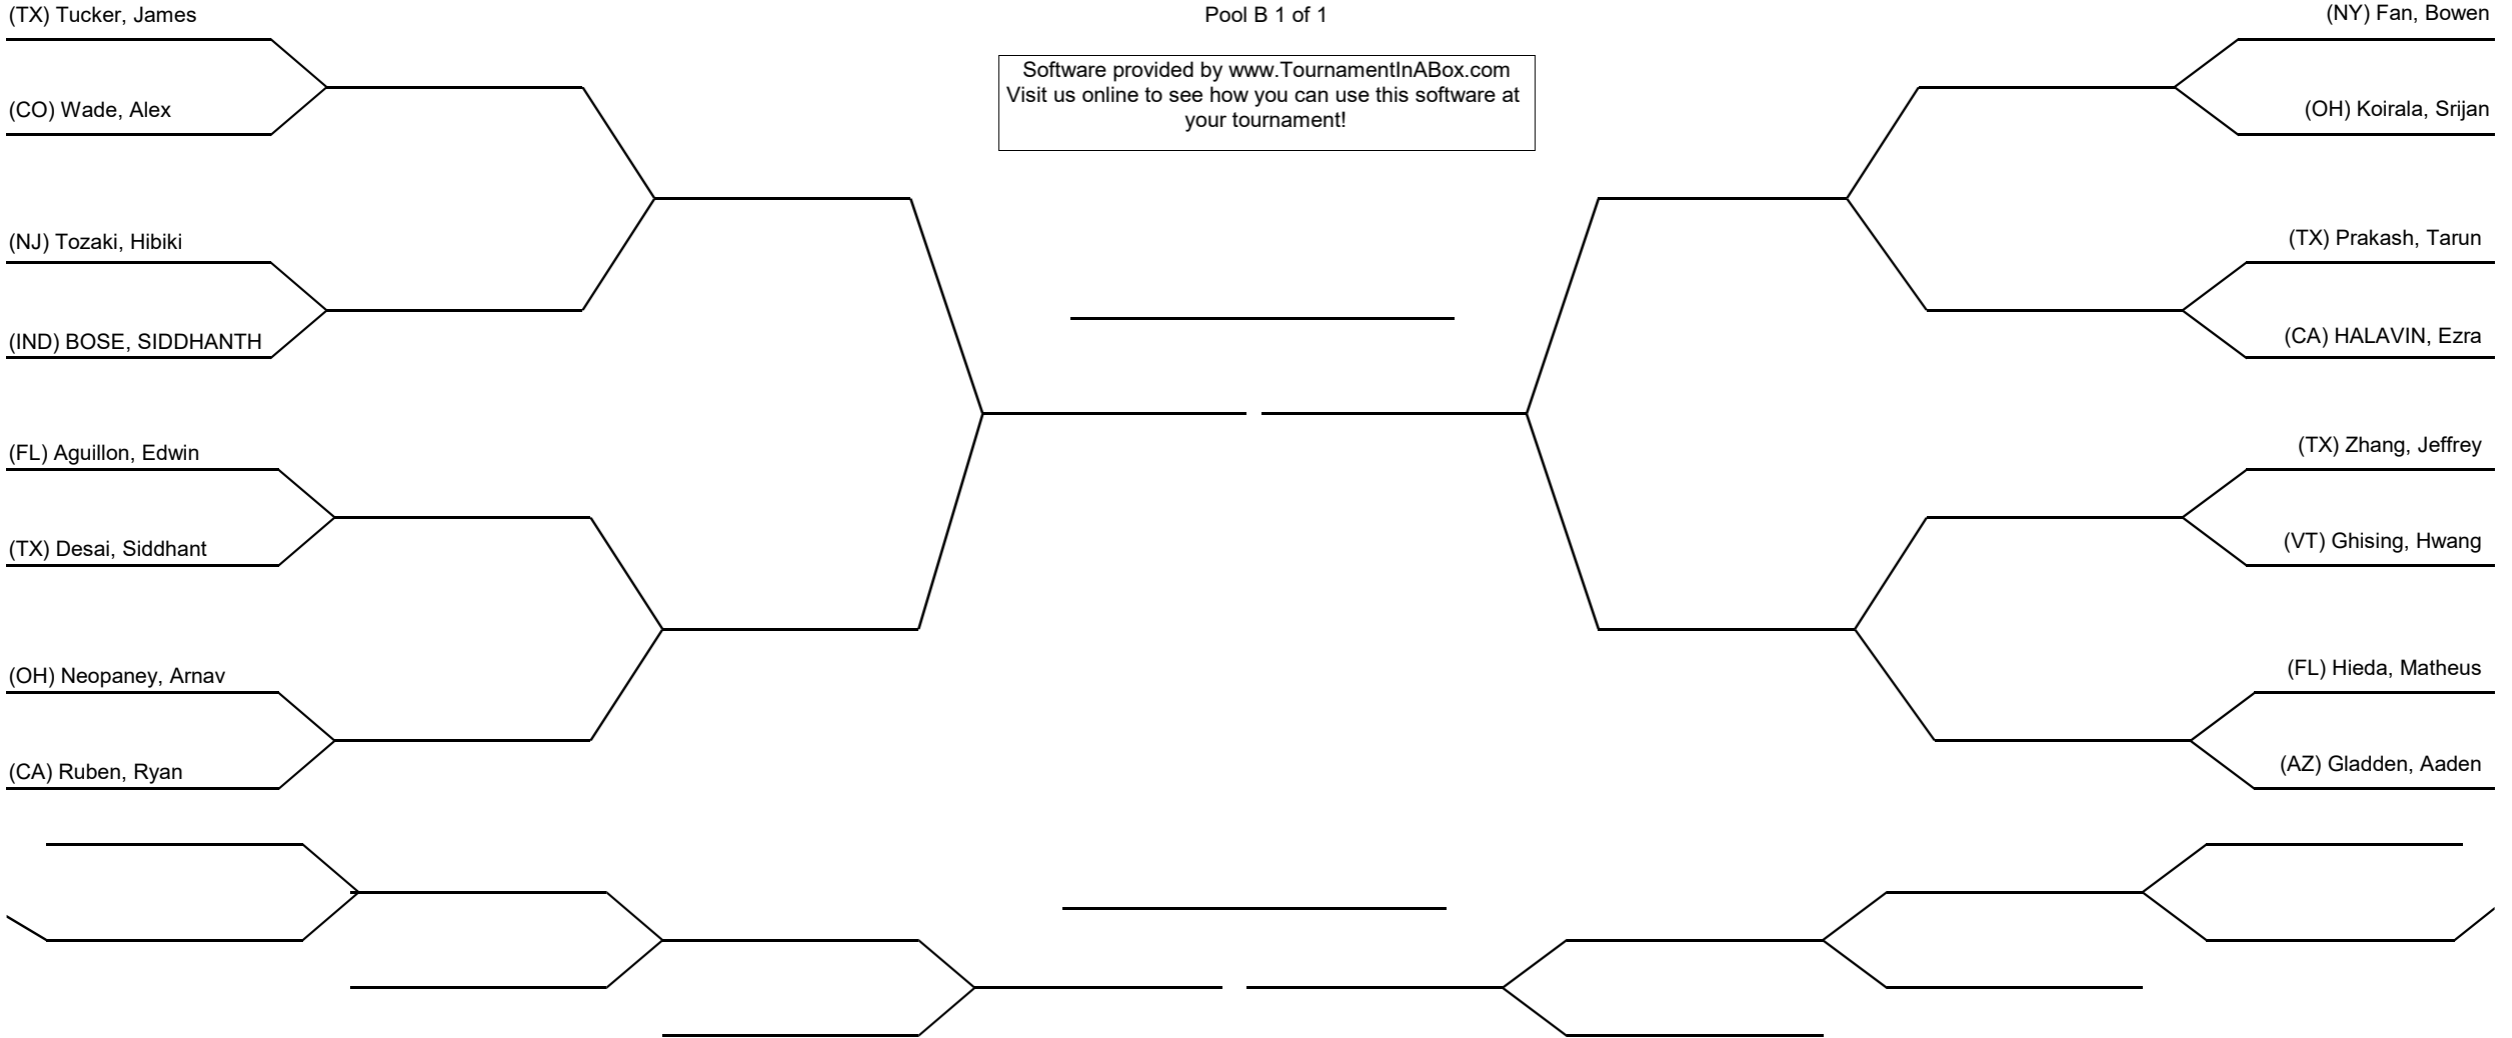 (TX) Tucker, James
Pool B 1 of 1
(NY) Fan, Bowen
Software provided by www.TournamentInABox.com
Visit us online to see how you can use this software at
your tournament!
(CO) Wade, Alex
(OH) Koirala, Srijan
(NJ) Tozaki, Hibiki
(TX) Prakash, Tarun
(IND) BOSE, SIDDHANTH
(CA) HALAVIN, Ezra
(FL) Aguillon, Edwin
(TX) Zhang, Jeffrey
(TX) Desai, Siddhant
(VT) Ghising, Hwang
(OH) Neopaney, Arnav
(FL) Hieda, Matheus
(CA) Ruben, Ryan
(AZ) Gladden, Aaden